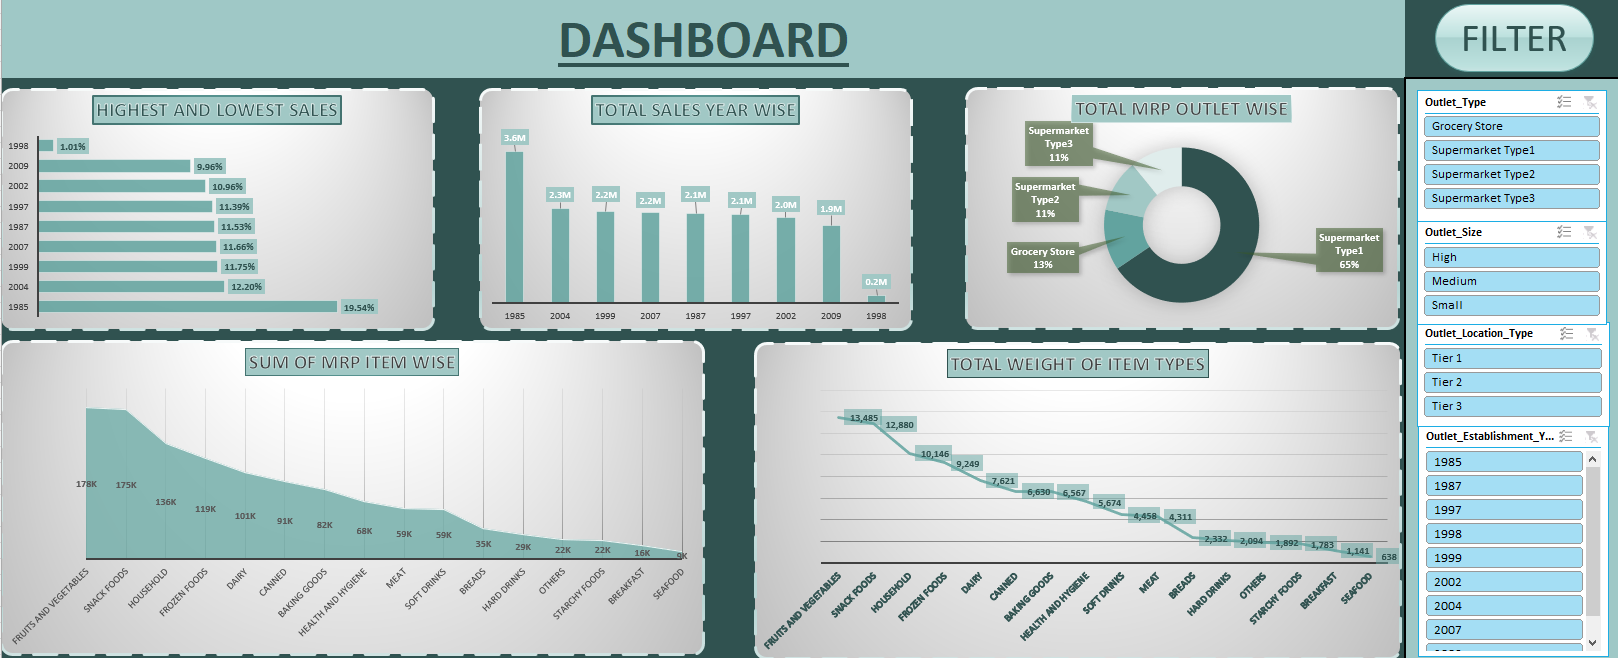 DASHBOARD
FILTER
HIGHEST AND LOWEST SALES
1998 1.01%
2009 9.96%
2002 10.96%
1997 11.39%
1987 11.53%
2007 11.66%
1999 11.75%
2004 12.20%
1985 19.54%
TOTAL SALES YEAR WISE
3.6M 2.3M 2.2M 2.2M 2.1M 2.1M 2.0M 1.9M 0.2M
1985 2004 1999 2007 1987 1997 2002 2009 1998
TOTAL MRP OUTLET WISE
Supermarket
Type3
11%
Supermarket
Type2
11%
Grocery Store
13%
Supermarket
Type1
65%
SUM OF MRP ITEM WISE
178K 175K 136K 119K 101K 91K 82K 68K 59K 59K 35K 29K 22K 22K 16K 9K
FRUITS AND VEGETABLES
SNACK FOODS
HOUSEHOLD
FROZEN FOODS
DAIRY
CANNED
BAKING GOODS
HEALTH AND HYGIENE
MEAT
SOFT DRINKS
BREADS
HARD DRINKS
OTHERS
STARCHY FOODS
BREAKFAST
SEAFOOD
TOTAL WEIGHT OF ITEM TYPES
13,485 12,880 10,146 9,249 7,621 6,630 6,567 5,674 4,458 4,311 2,332 2,094 1,892 1,783 1,141 638
FRUITS AND VEGETABLES
SNACK FOODS
HOUSEHOLD
FROZEN FOODS
DAIRY
CANNED
BAKING GOODS
HEALTH AND HYGIENE
SOFT DRINKS
MEAT
BREADS
HARD DRINKS
OTHERS
STARCHY FOODS
BREAKFAST
SEAFOOD
Outlet_Type
Grocery Store
Supermarket Type1
Supermarket Type2
Supermarket Type3
Outlet_Size
High
Medium
Small
Outlet_Location_Type
Tier 1
Tier 2
Tier 3
Outlet_Establishment_Y...
1985
1987
1997
1998
1999
2002
2004
2007